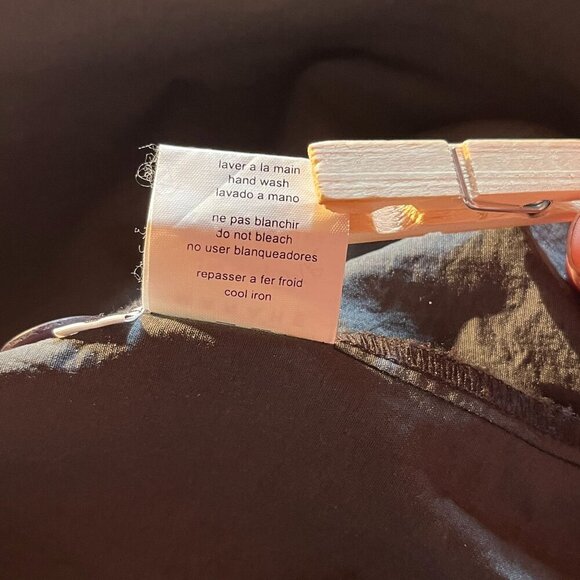 laver a la main
hand wash
lavado a mano
ne pas blanchir
do not bleach
no user blanqueadores
repasser a fer froid
cool iron